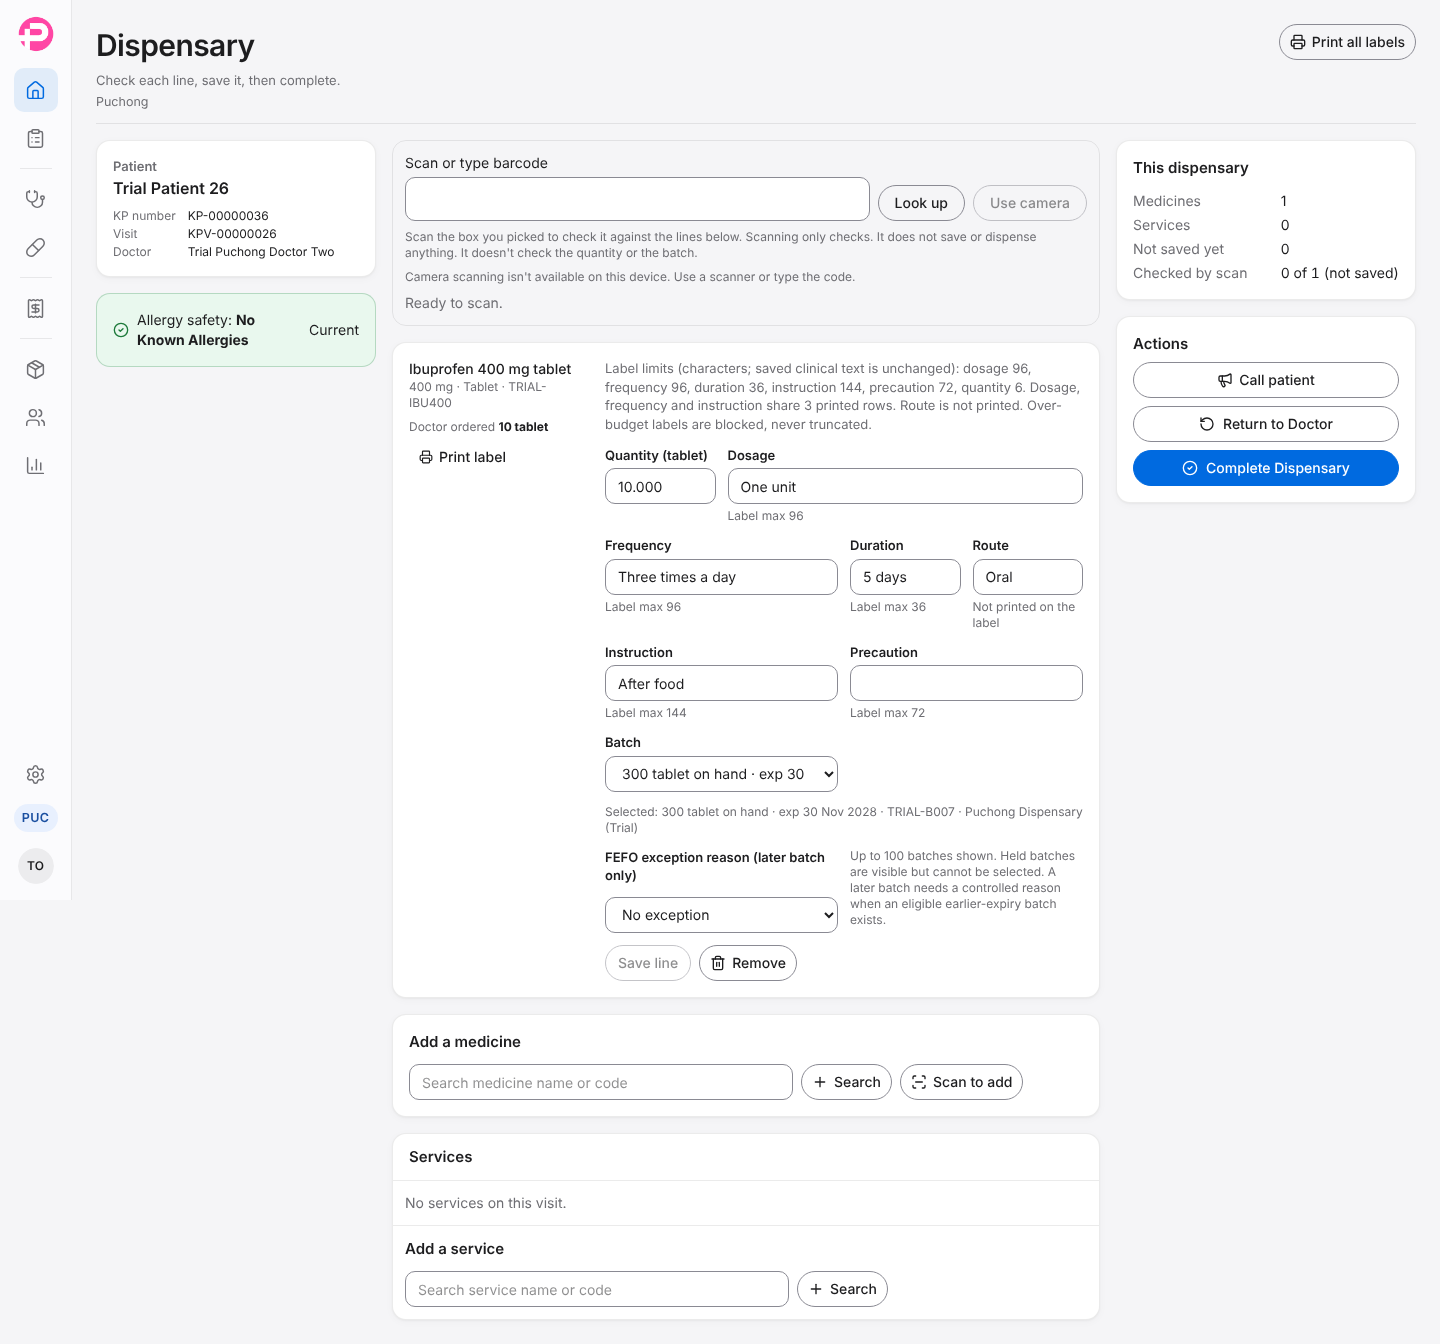 Dispensary
Check each line, save it, then complete.
Puchong
Print all labels
Patient
Trial Patient 26
KP number KP-00000036
Visit KPV-00000026
Doctor Trial Puchong Doctor Two
Allergy safety: No
Known Allergies
Current
Scan or type barcode
Look up
Use camera
Scan the box you picked to check it against the lines below. Scanning only checks. It does not save or dispense
anything. It doesn't check the quantity or the batch.
Camera scanning isn't available on this device. Use a scanner or type the code.
Ready to scan.
Ibuprofen 400 mg tablet
400 mg · Tablet · TRIAL-
IBU400
Doctor ordered 10 tablet
Print label
Label limits (characters; saved clinical text is unchanged): dosage 96,
frequency 96, duration 36, instruction 144, precaution 72, quantity 6. Dosage,
frequency and instruction share 3 printed rows. Route is not printed. Over-
budget labels are blocked, never truncated.
Quantity (tablet) Dosage
10.000 One unit
Label max 96
Frequency Duration Route
Three times a day 5 days Oral
Label max 96 Label max 36 Not printed on the
label
Instruction Precaution
After food
Label max 144 Label max 72
Batch
300 tablet on hand · exp 30
Selected: 300 tablet on hand · exp 30 Nov 2028 · TRIAL-B007 · Puchong Dispensary
(Trial)
FEFO exception reason (later batch
only)
No exception
Up to 100 batches shown. Held batches
are visible but cannot be selected. A
later batch needs a controlled reason
when an eligible earlier-expiry batch
exists.
Save line
Remove
Add a medicine
Search medicine name or code
Search
Scan to add
Services
No services on this visit.
Add a service
Search service name or code
Search
This dispensary
Medicines 1
Services 0
Not saved yet 0
Checked by scan 0 of 1 (not saved)
Actions
Call patient
Return to Doctor
Complete Dispensary
PUC
TO